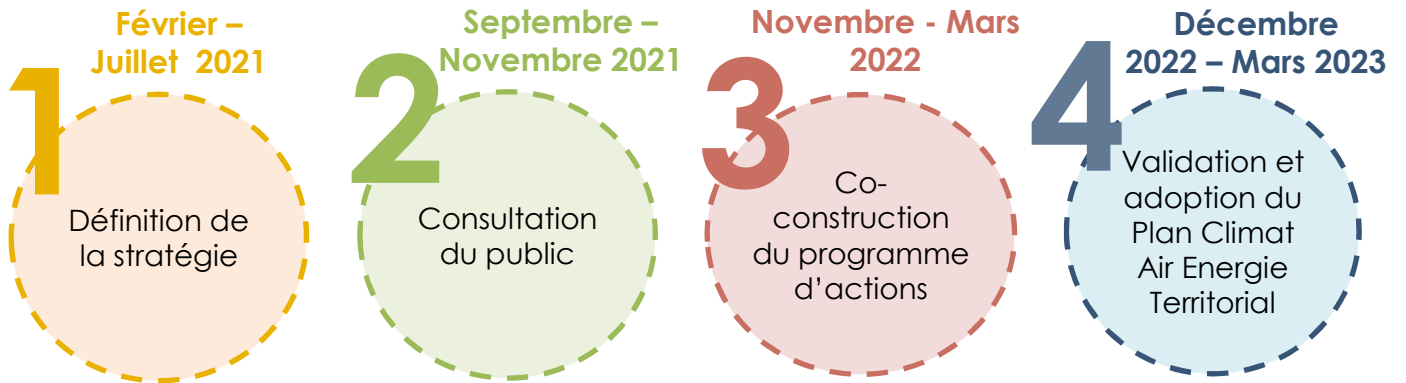 1
Février –
Juillet 2021
Définition de
la stratégie
2
Septembre –
Novembre 2021
Consultation
du public
3
Novembre - Mars
2022
Co-
construction
du programme
d’actions
4
Décembre
2022 – Mars 2023
Validation et
adoption du
Plan Climat
Air Energie
Territorial